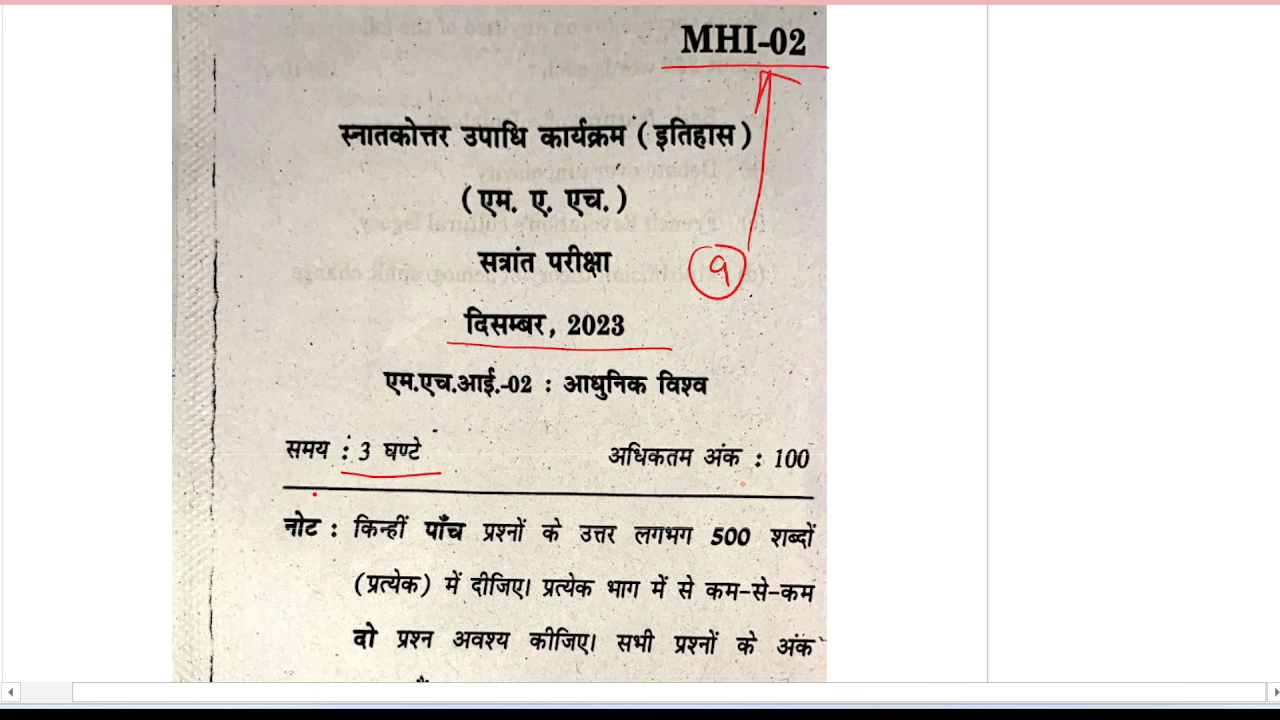 MHI-02
स्नातकोत्तर उपाधि कार्यक्रम ( इतिहास )
( एम. ए. एच. )
सत्रांत परीक्षा
दिसम्बर, 2023
एम.एच.आई.-02 : आधुनिक विश्व
समय : 3 घण्टे अधिकतम अंक : 100
नोट : किन्हीं पाँच प्रश्नों के उत्तर लगभग 500 शब्दों
(प्रत्येक) में दीजिए। प्रत्येक भाग में से कम-से-कम
दो प्रश्न अवश्य कीजिए। सभी प्रश्नों के अंक